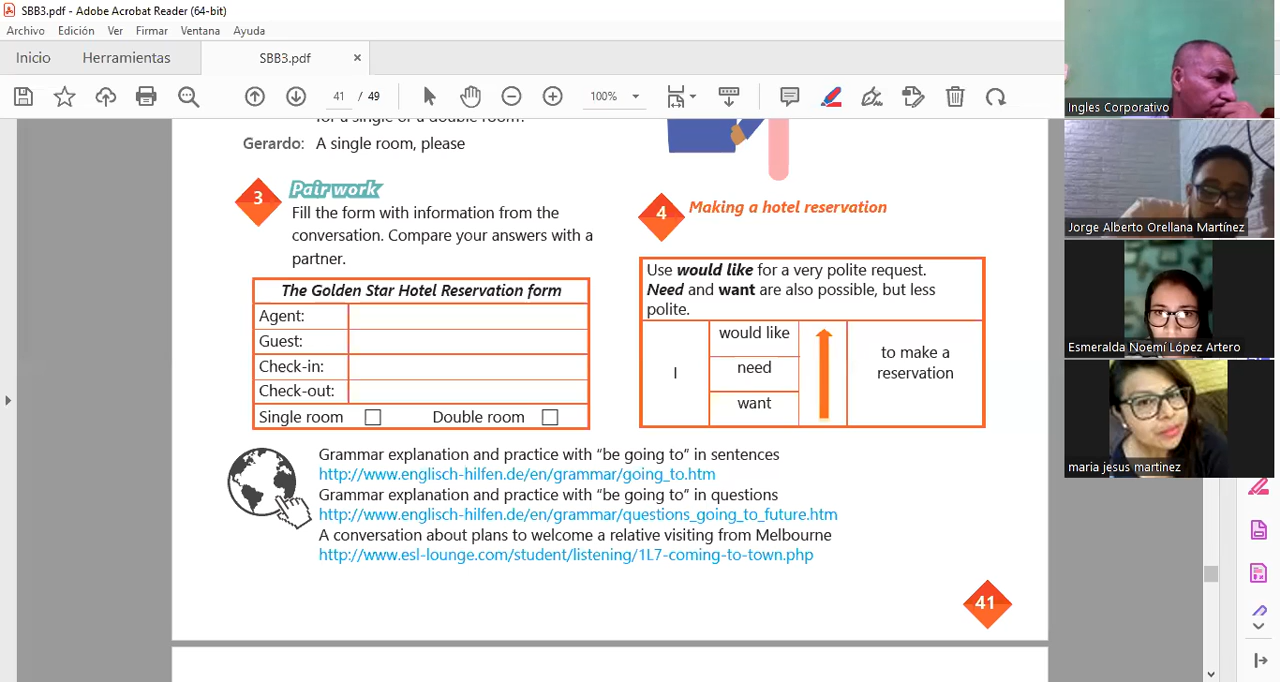 SBB3.pdf - Adobe Acrobat Reader (64-bit)
Archivo Edición Ver Firmar Ventana Ayuda
Inicio Herramientas SBB3.pdf ×
41 / 49 100%
Gerardo: A single room, please
3 Pair work
Fill the form with information from the
conversation. Compare your answers with a
partner.
The Golden Star Hotel Reservation form
Agent:
Guest:
Check-in:
Check-out:
Single room Double room
4 Making a hotel reservation
Use would like for a very polite request.
Need and want are also possible, but less
polite.
I
would like
need
want
to make a
reservation
Grammar explanation and practice with “be going to” in sentences
http://www.englisch-hilfen.de/en/grammar/going_to.htm
Grammar explanation and practice with “be going to” in questions
http://www.englisch-hilfen.de/en/grammar/questions_going_to_future.htm
A conversation about plans to welcome a relative visiting from Melbourne
http://www.esl-lounge.com/student/listening/1L7-coming-to-town.php
41
Ingles Corporativo
Jorge Alberto Orellana Martínez
Esmeralda Noemí López Artero
maria jesus martinez